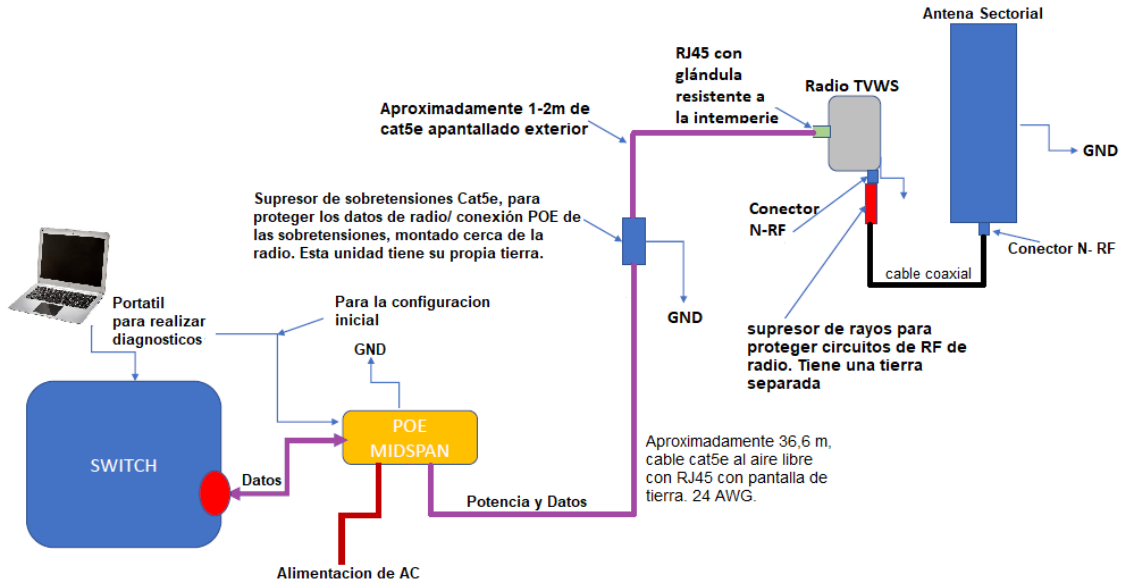 Antena Sectorial
RJ45 con
glándula
resistente a
la intemperie
Radio TVWS
Aproximadamente 1-2m de
cat5e apantallado exterior
GND
Supresor de sobretensiones Cat5e, para
proteger los datos de radio/ conexión POE de
las sobretensiones, montado cerca de la
radio. Esta unidad tiene su propia tierra.
Conector
N-RF
Conector N- RF
cable coaxial
Portatil
para realizar
diagnosticos
Para la configuracion
inicial
GND
GND
supresor de rayos para
proteger circuitos de RF de
radio. Tiene una tierra
separada
POE
MIDSPAN
SWITCH
Datos
Aproximadamente 36,6 m,
cable cat5e al aire libre
con RJ45 con pantalla de
tierra. 24 AWG.
Potencia y Datos
Alimentacion de AC